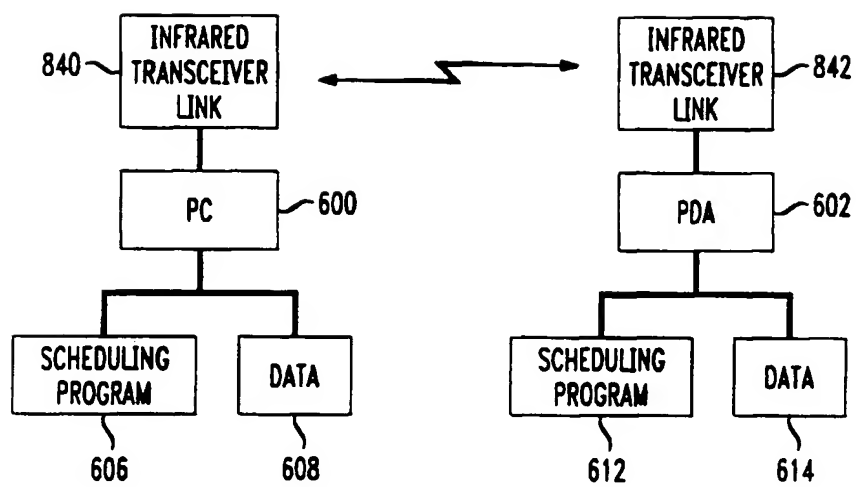 INFRARED
TRANSCEIVER
LINK
840
INFRARED
TRANSCEIVER
LINK
842
PC
600
PDA
602
SCHEDULING
PROGRAM
DATA
SCHEDULING
PROGRAM
DATA
606
608
612
614